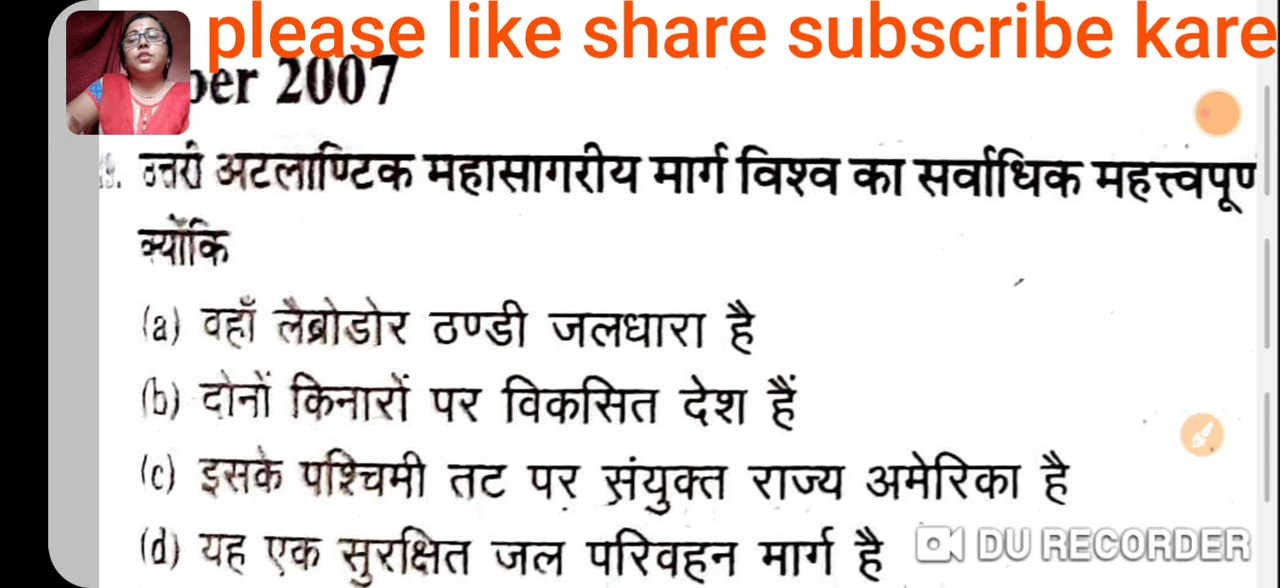 please like share subscribe kare
ber 2007
9. उत्तरी अटलाण्टिक महासागरीय मार्ग विश्व का सर्वाधिक महत्त्वपूर्ण
क्योंकि
(a) वहाँ लैब्रोडोर ठण्डी जलधारा है
(b) दोनों किनारों पर विकसित देश हैं
(c) इसके पश्चिमी तट पर संयुक्त राज्य अमेरिका है
(d) यह एक सुरक्षित जल परिवहन मार्ग है
DU RECORDER